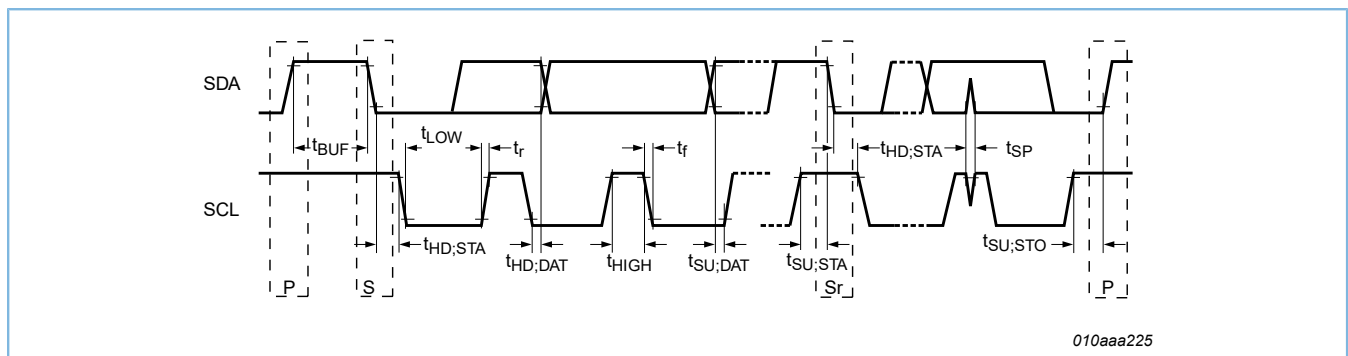 SDA
tBUF
tLOW
tr
tf
tHD;STA
tSP
SCL
tHD;STA
tHD;DAT
tHIGH
tSU;DAT
tSU;STA
tSU;STO
P
S
Sr
P
010aaa225